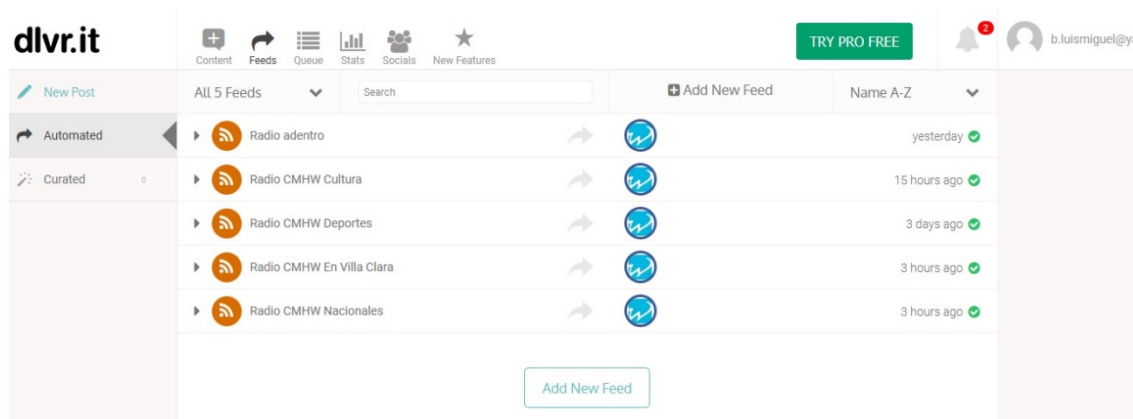 dlvr.it
Content Feeds Queue Stats Socials New Features
TRY PRO FREE
2
b.luismiguel@y
New Post
All 5 Feeds
Search
Add New Feed
Name A-Z
Automated
Radio adentro
yesterday
Curated 0
Radio CMHW Cultura
15 hours ago
Radio CMHW Deportes
3 days ago
Radio CMHW En Villa Clara
3 hours ago
Radio CMHW Nacionales
3 hours ago
Add New Feed